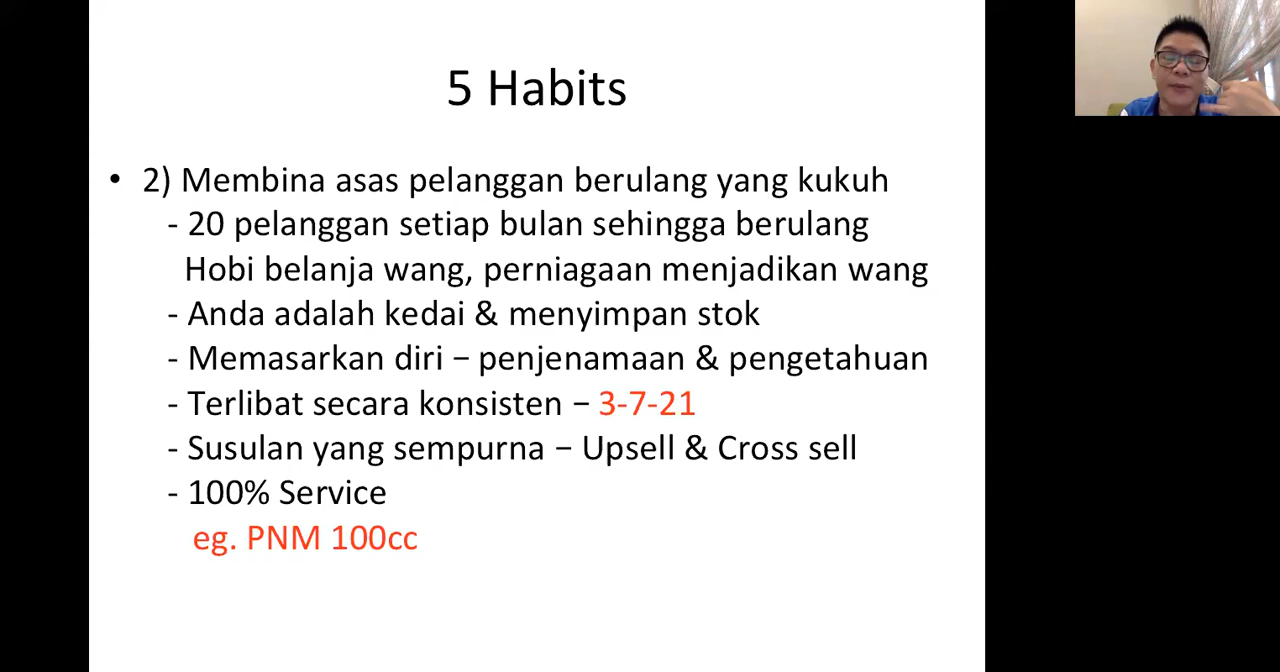 5 Habits
• 2) Membina asas pelanggan berulang yang kukuh
- 20 pelanggan setiap bulan sehingga berulang
Hobi belanja wang, perniagaan menjadikan wang
- Anda adalah kedai & menyimpan stok
- Memasarkan diri – penjenamaan & pengetahuan
- Terlibat secara konsisten – 3-7-21
- Susulan yang sempurna – Upsell & Cross sell
- 100% Service
eg. PNM 100cc